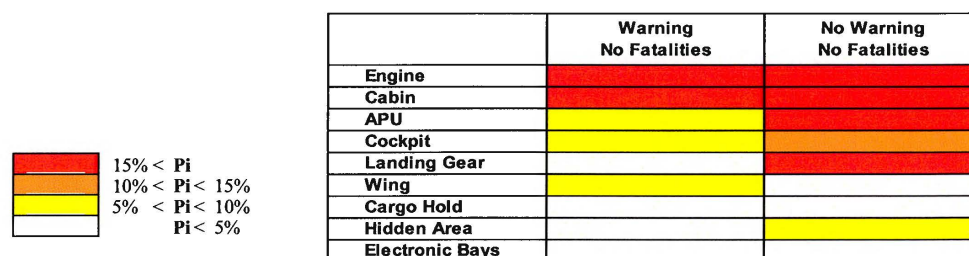 Warning No Warning
No Fatalities No Fatalities
Engine
Cabin
APU
Cockpit
Landing Gear
Wing
Cargo Hold
Hidden Area
Electronic Bays
15% < Pi
10% < Pi < 15%
5% < Pi < 10%
Pi < 5%